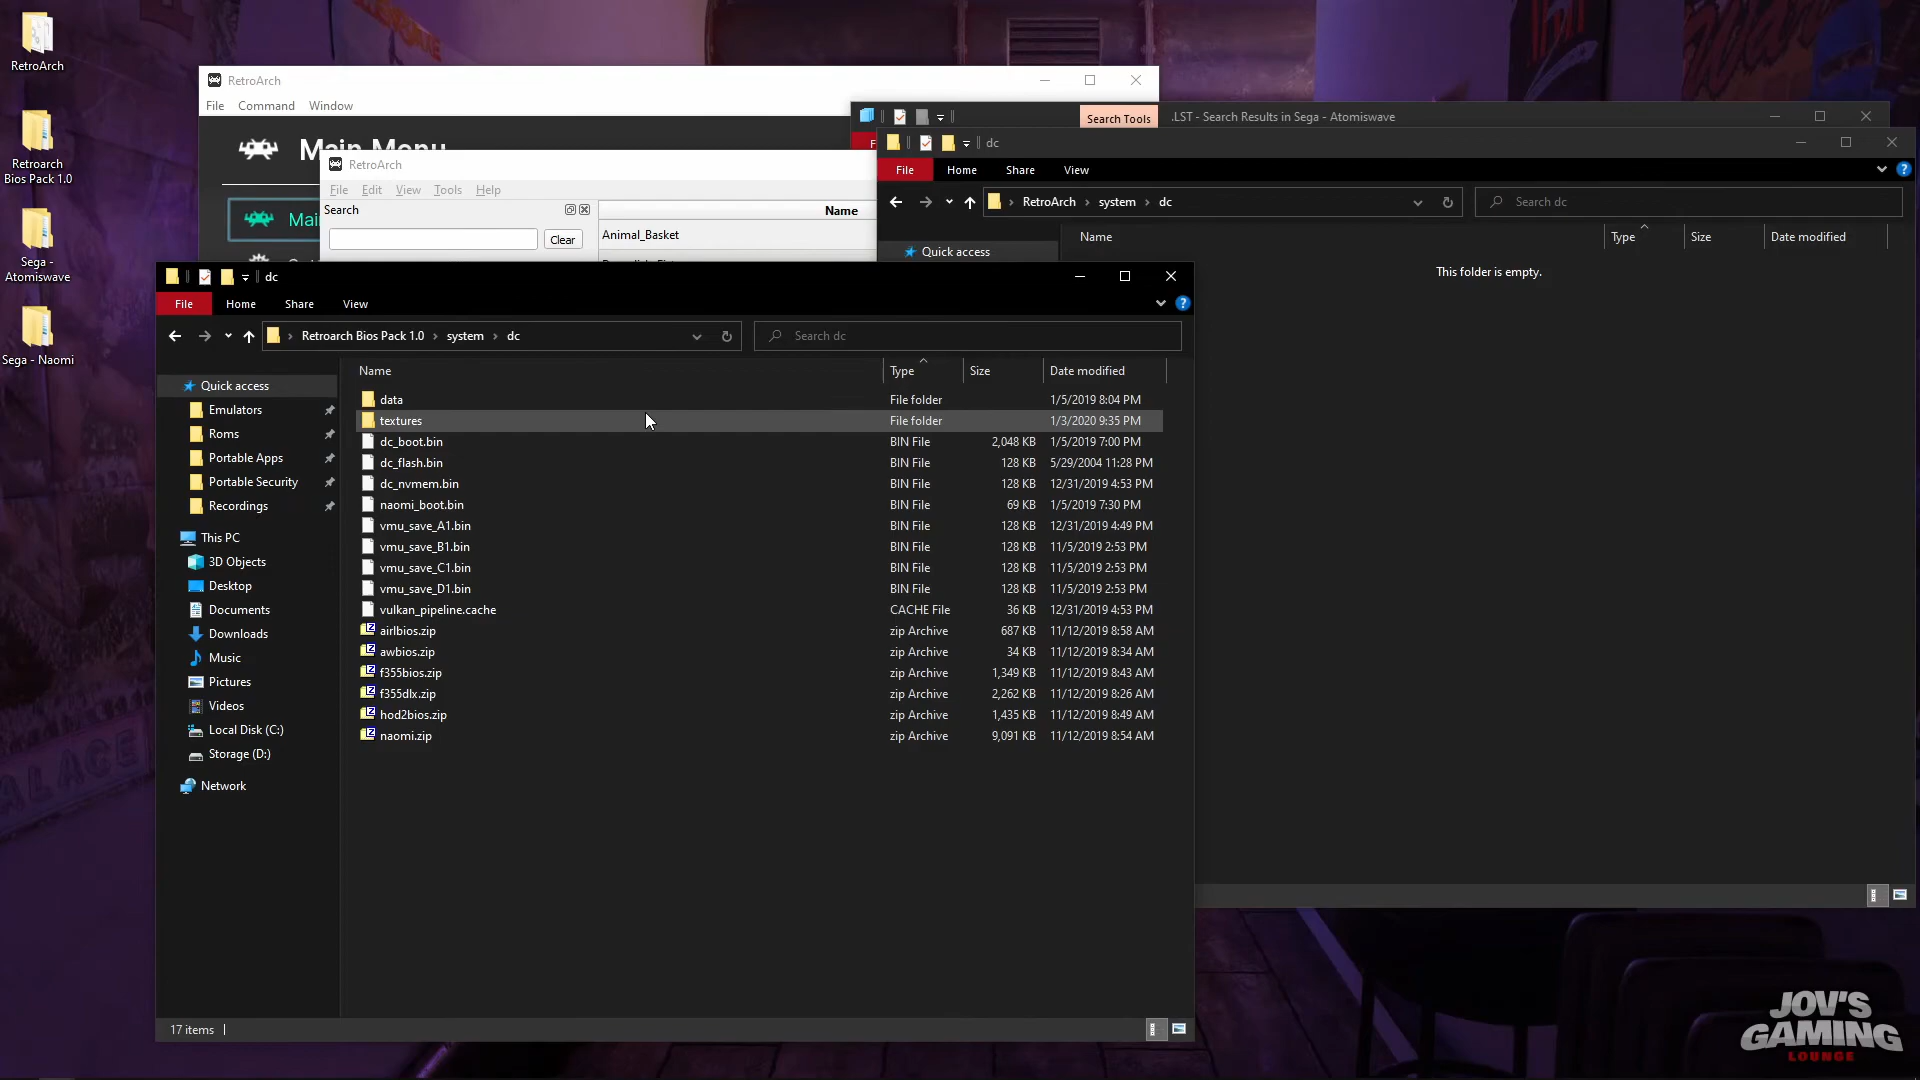 RetroArch
Retroarch
Bios Pack 1.0
Sega -
Atomiswave
Sega - Naomi
RetroArch
File Command Window
Main Menu
RetroArch
File Edit View Tools Help
Search
Clear
Name
Animal_Basket
Search Tools
.LST - Search Results in Sega - Atomiswave
dc
File Home Share View
RetroArch › system › dc
Search dc
Quick access
Name Type Size Date modified
This folder is empty.
dc
File Home Share View
Retroarch Bios Pack 1.0 › system › dc
Search dc
Quick access
Emulators
Roms
Portable Apps
Portable Security
Recordings
This PC
3D Objects
Desktop
Documents
Downloads
Music
Pictures
Videos
Local Disk (C:)
Storage (D:)
Network
Name Type Size Date modified
data File folder 1/5/2019 8:04 PM
textures File folder 1/3/2020 9:35 PM
dc_boot.bin BIN File 2,048 KB 1/5/2019 7:00 PM
dc_flash.bin BIN File 128 KB 5/29/2004 11:28 PM
dc_nvmem.bin BIN File 128 KB 12/31/2019 4:53 PM
naomi_boot.bin BIN File 69 KB 1/5/2019 7:30 PM
vmu_save_A1.bin BIN File 128 KB 12/31/2019 4:49 PM
vmu_save_B1.bin BIN File 128 KB 11/5/2019 2:53 PM
vmu_save_C1.bin BIN File 128 KB 11/5/2019 2:53 PM
vmu_save_D1.bin BIN File 128 KB 11/5/2019 2:53 PM
vulkan_pipeline.cache CACHE File 36 KB 12/31/2019 4:53 PM
airlbios.zip zip Archive 687 KB 11/12/2019 8:58 AM
awbios.zip zip Archive 34 KB 11/12/2019 8:34 AM
f355bios.zip zip Archive 1,349 KB 11/12/2019 8:43 AM
f355dlx.zip zip Archive 2,262 KB 11/12/2019 8:26 AM
hod2bios.zip zip Archive 1,435 KB 11/12/2019 8:49 AM
naomi.zip zip Archive 9,091 KB 11/12/2019 8:54 AM
17 items
JOV'S
GAMING
LOUNGE